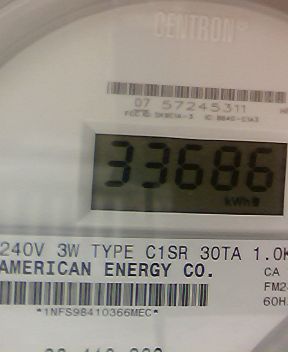 CENTRON®
07 57245311
33686
kWh
240V 3W TYPE C1SR 30TA 1.0K
AMERICAN ENERGY CO.
CA
FM2
*1NFS98410366MEC*
60H